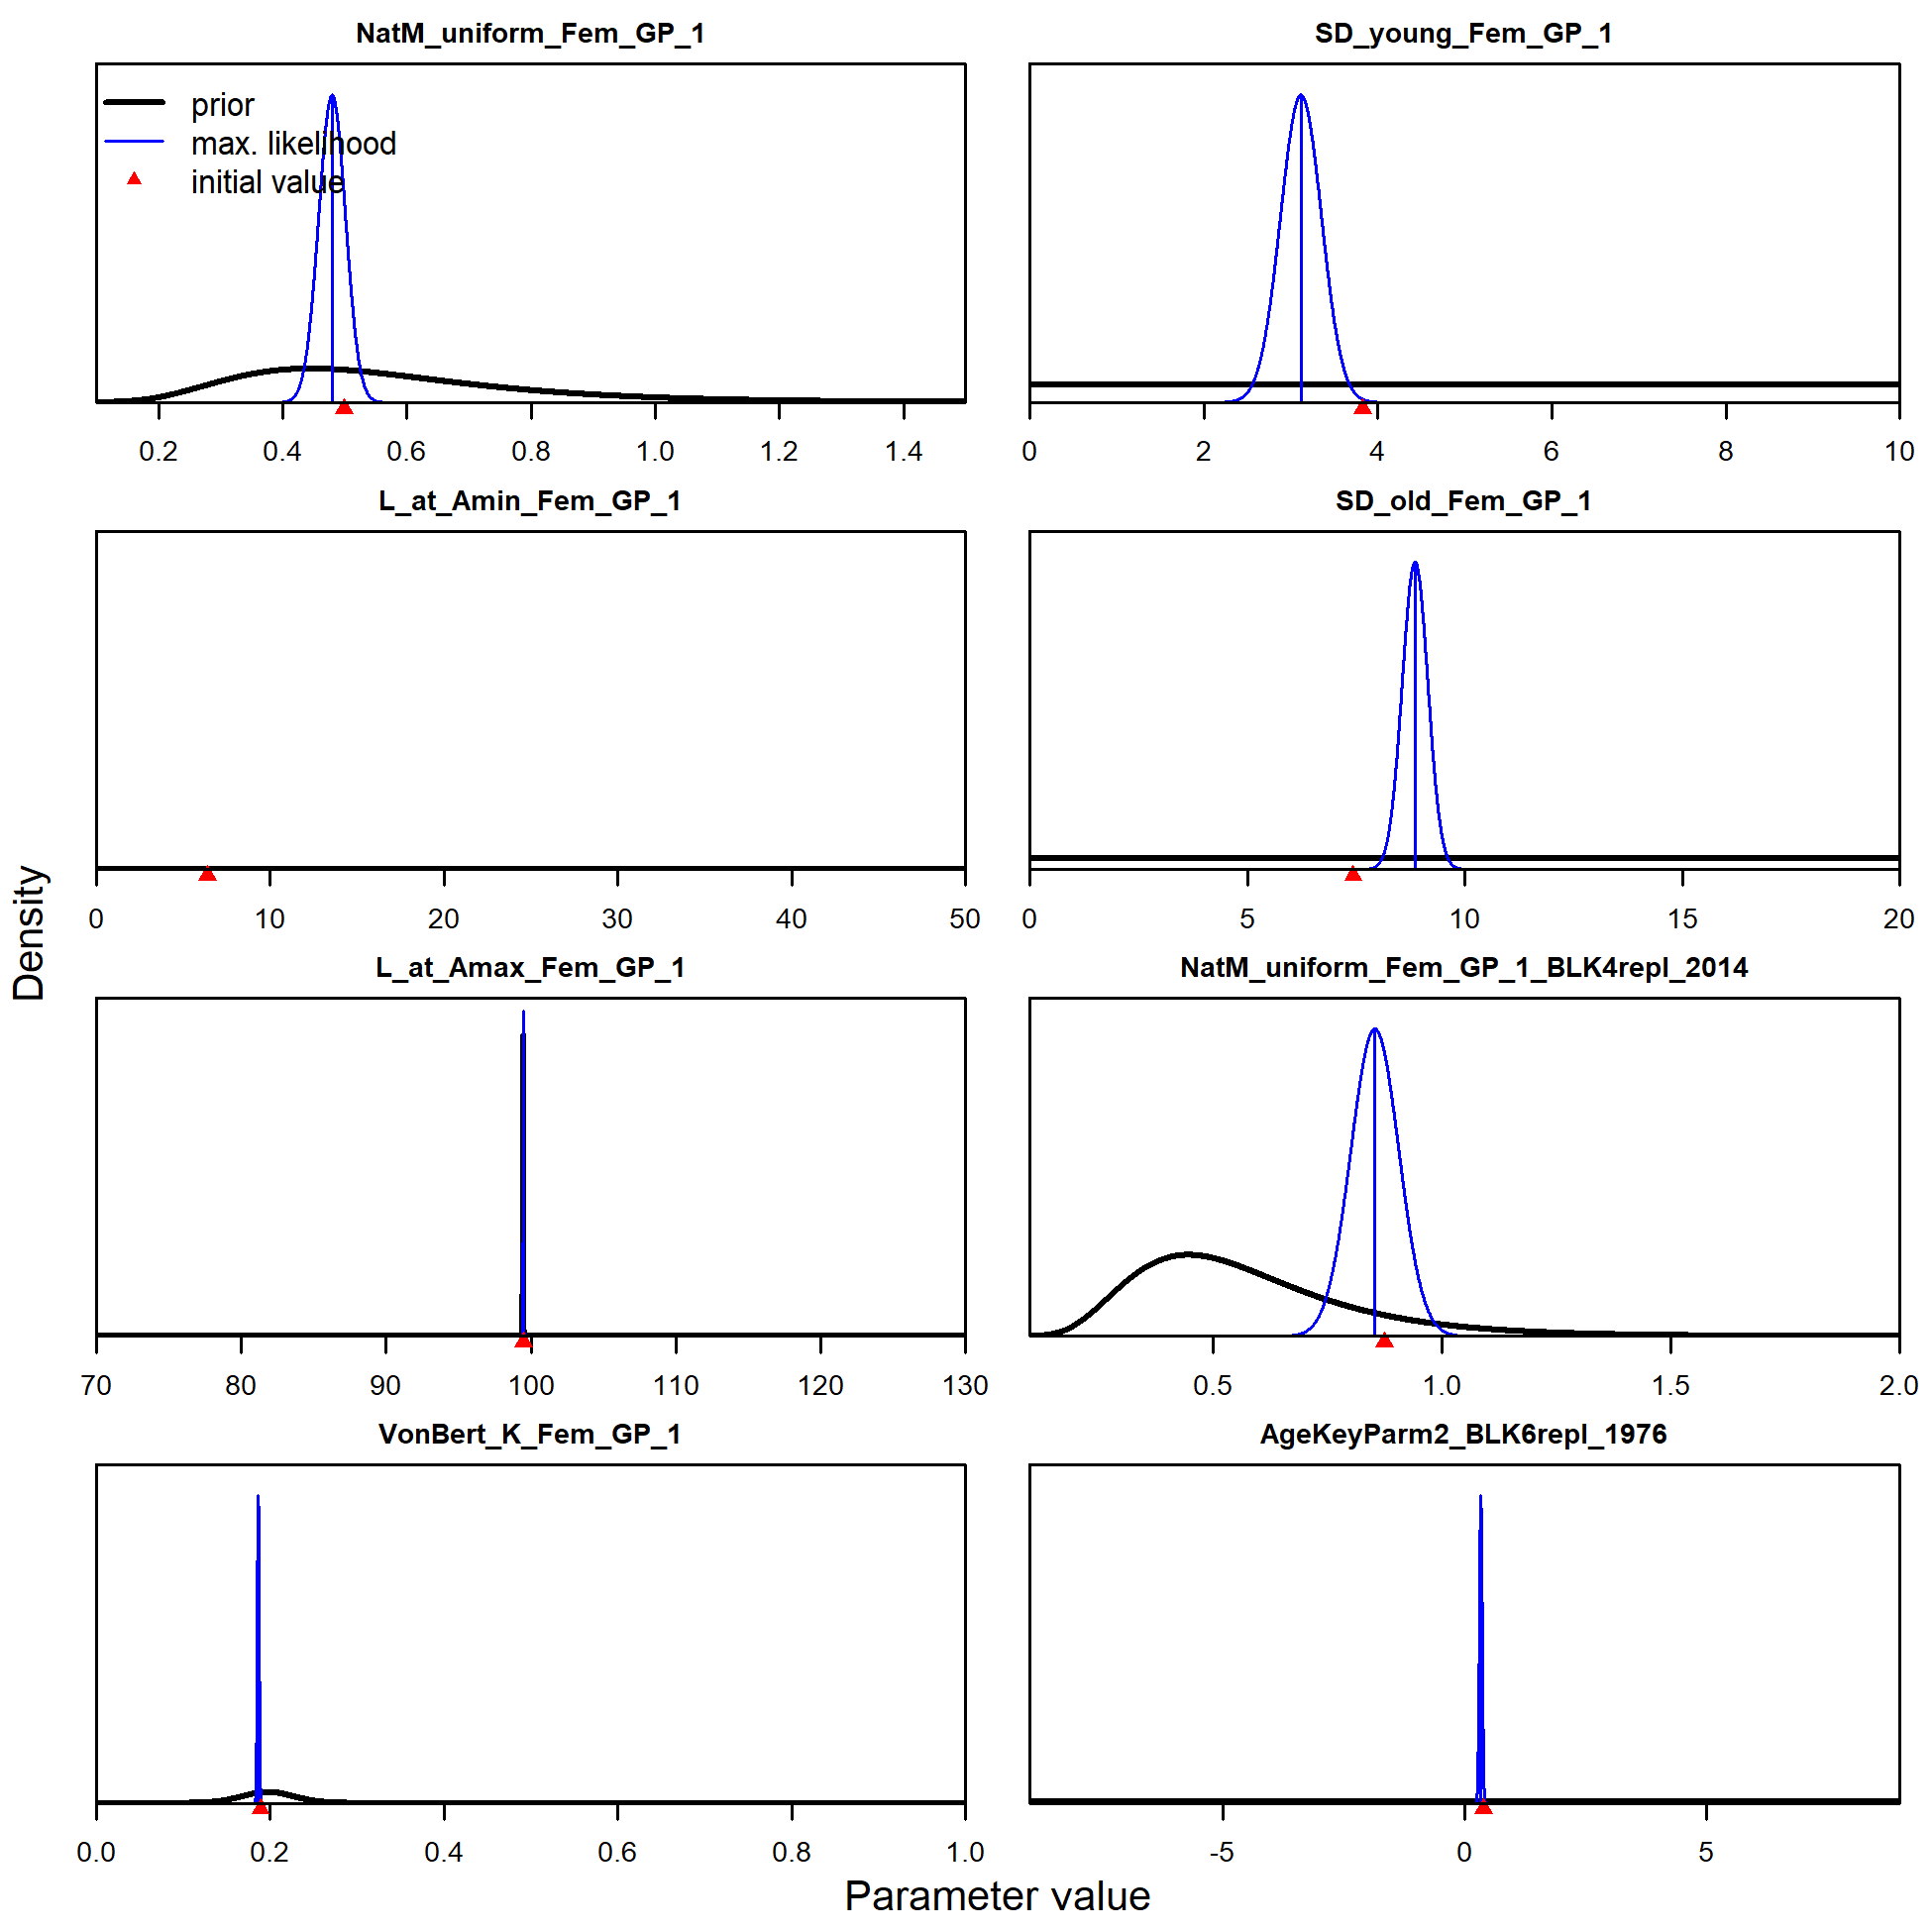 NatM_uniform_Fem_GP_1
prior
max. likelihood
initial value
0.2 0.4 0.6 0.8 1.0 1.2 1.4
SD_young_Fem_GP_1
0 2 4 6 8 10
L_at_Amin_Fem_GP_1
0 10 20 30 40 50
SD_old_Fem_GP_1
0 5 10 15 20
L_at_Amax_Fem_GP_1
70 80 90 100 110 120 130
NatM_uniform_Fem_GP_1_BLK4repl_2014
0.5 1.0 1.5 2.0
VonBert_K_Fem_GP_1
0.0 0.2 0.4 0.6 0.8 1.0
AgeKeyParm2_BLK6repl_1976
-5 0 5
Density
Parameter value